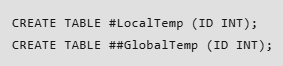 CREATE TABLE #LocalTemp (ID INT);
CREATE TABLE ##GlobalTemp (ID INT);